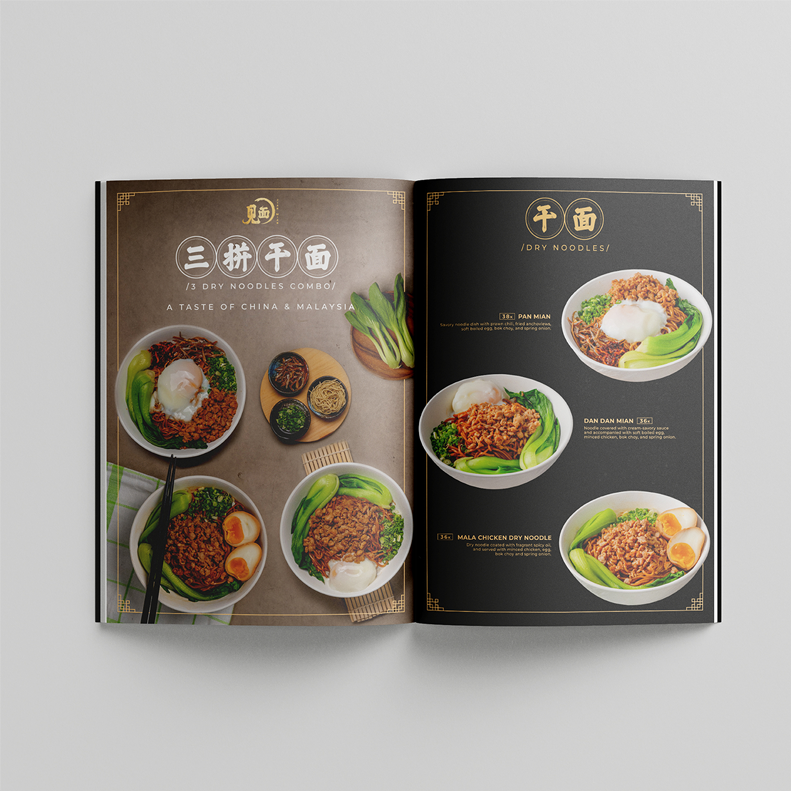 见面
三拼干面
/3 DRY NOODLES COMBO/
A TASTE OF CHINA & MALAYSIA
干面
/DRY NOODLES/
38K PAN MIAN
Savory noodle dish with prawn chili, fried anchovies,
soft boiled egg, bok choy, and spring onion.
DAN DAN MIAN 36K
Noodle covered with cream savory sauce
and accompanied with soft boiled egg,
minced chicken, bok choy, and spring onion.
36K MALA CHICKEN DRY NOODLE
Dry noodle coated with fragrant spicy oil,
and served with minced chicken, egg,
bok choy and spring onion.